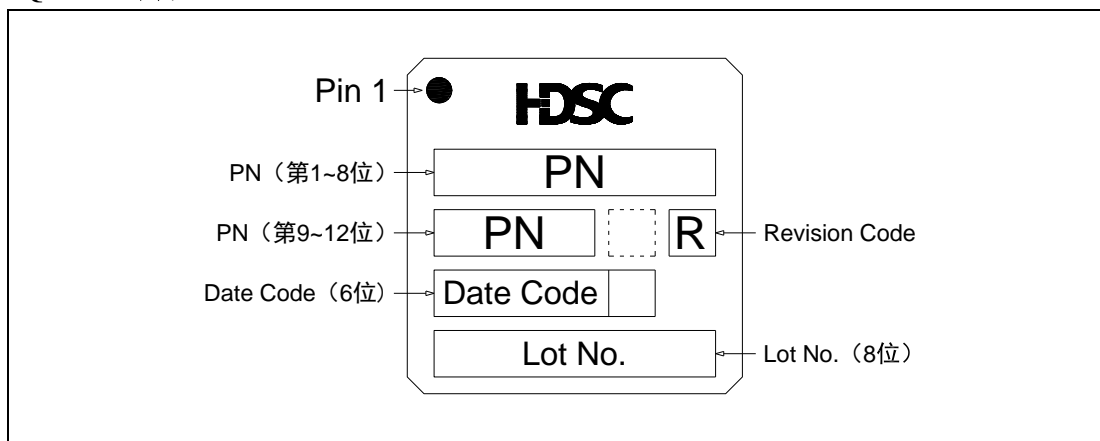 Pin 1
HDSC
PN（第1~8位）
PN
PN（第9~12位）
PN
R
Revision Code
Date Code（6位）
Date Code
Lot No.
Lot No.（8位）